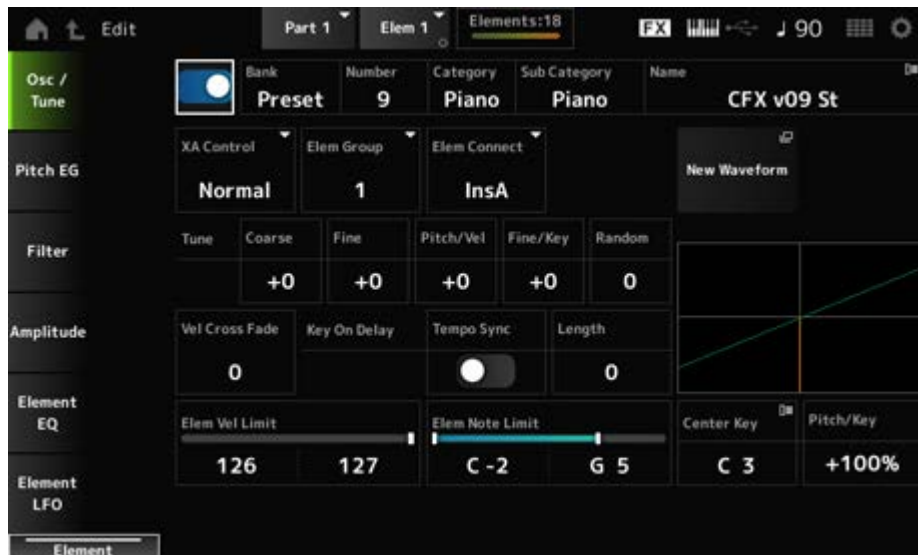 Edit
Part 1
Elem 1
Elements:18
FX
90
Osc /
Tune
Pitch EG
Filter
Amplitude
Element
EQ
Element
LFO
Element
Bank
Preset
Number
9
Category
Piano
Sub Category
Piano
Name
CFX v09 St
XA Control
Normal
Elem Group
1
Elem Connect
InsA
New Waveform
Tune
Coarse
+0
Fine
+0
Pitch/Vel
+0
Fine/Key
+0
Random
0
Vel Cross Fade
0
Key On Delay
Tempo Sync
Length
0
Elem Vel Limit
126
127
Elem Note Limit
C -2
G 5
Center Key
C 3
Pitch/Key
+100%